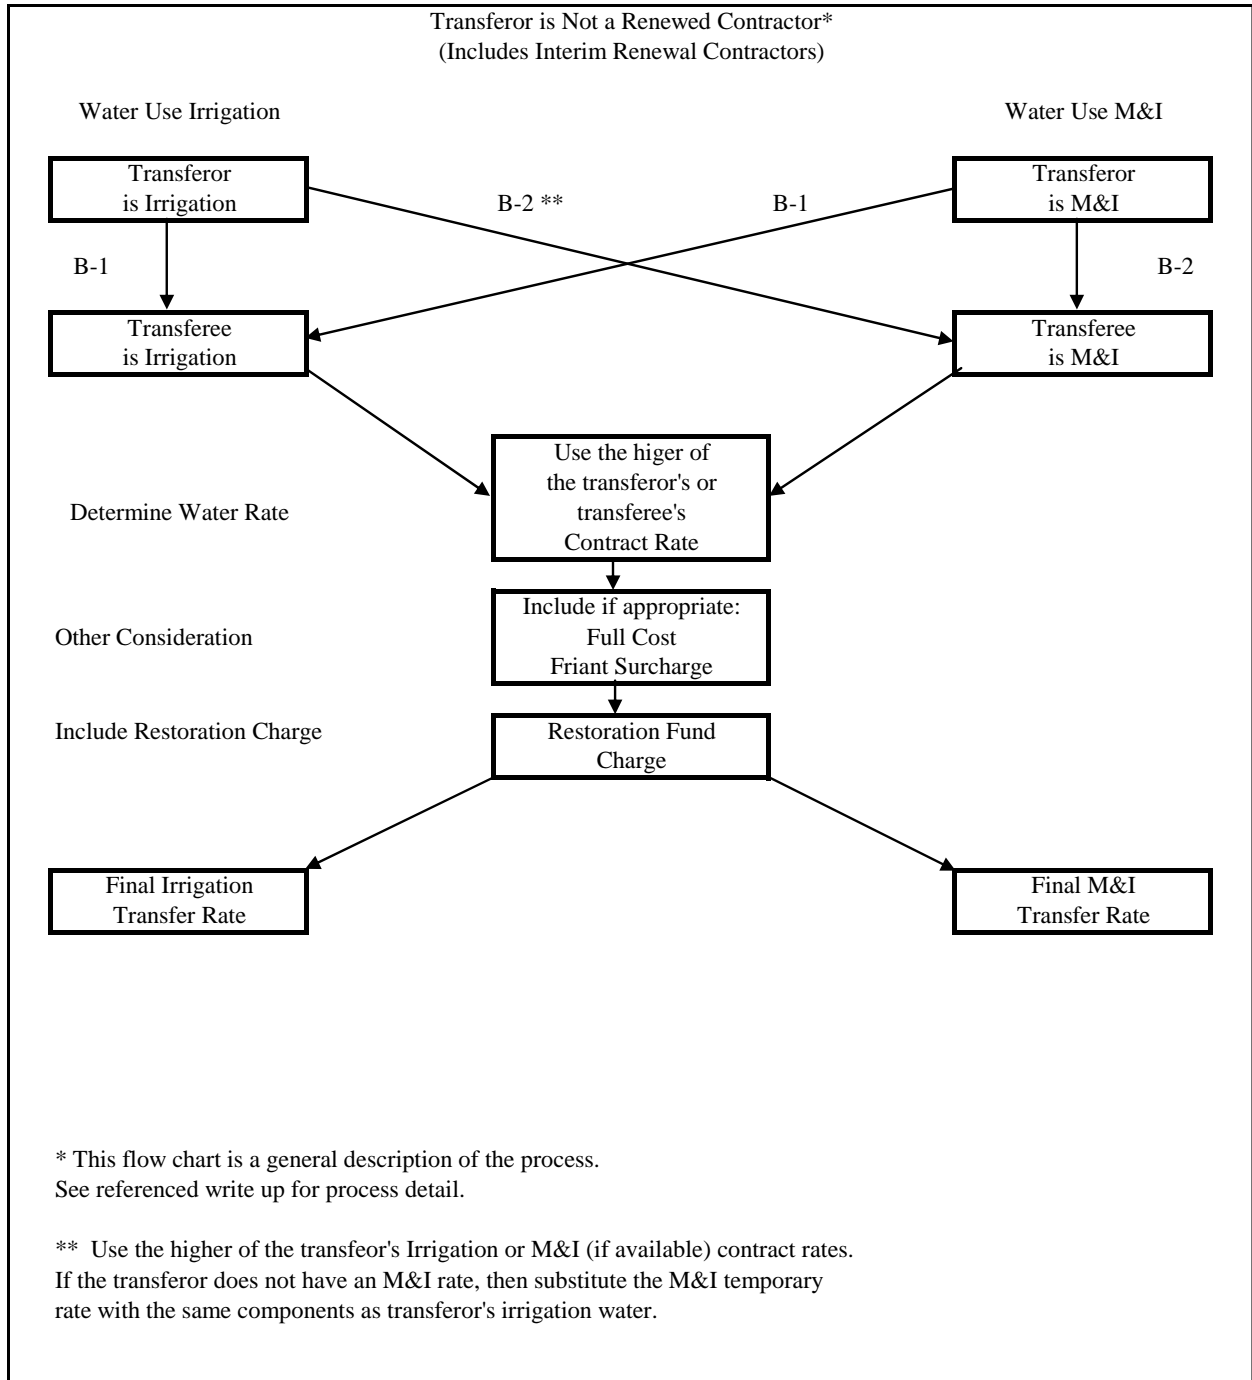 Transferor is Not a Renewed Contractor*
(Includes Interim Renewal Contractors)
Water Use Irrigation
Water Use M&I
Transferor
is Irrigation
B-2 **
B-1
Transferor
is M&I
B-1
B-2
Transferee
is Irrigation
Transferee
is M&I
Use the higer of
the transferor's or
transferee's
Contract Rate
Determine Water Rate
Include if appropriate:
Full Cost
Friant Surcharge
Other Consideration
Include Restoration Charge
Restoration Fund
Charge
Final Irrigation
Transfer Rate
Final M&I
Transfer Rate
* This flow chart is a general description of the process.
See referenced write up for process detail.
** Use the higher of the transfeor's Irrigation or M&I (if available) contract rates.
If the transferor does not have an M&I rate, then substitute the M&I temporary
rate with the same components as transferor's irrigation water.